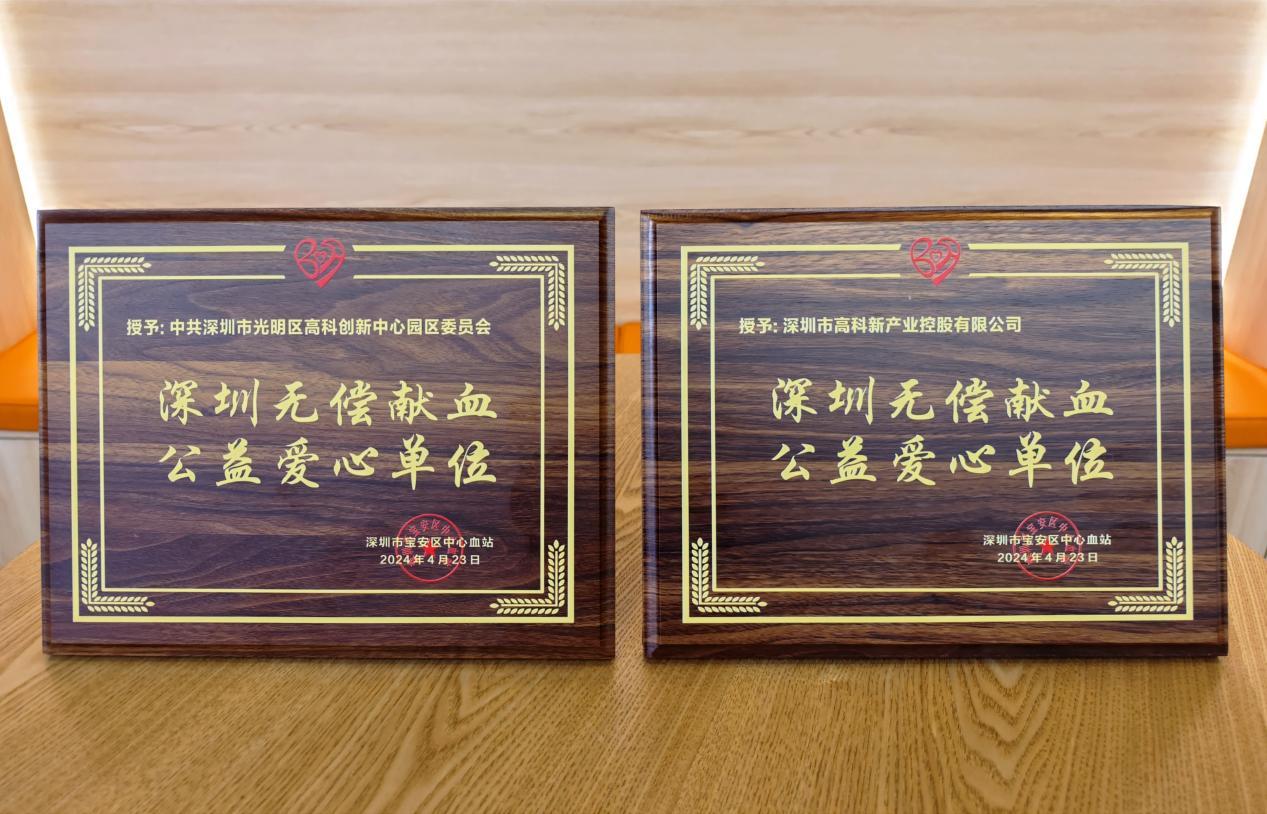 授予: 中共深圳市光明区高科创新中心园区委员会
深圳无偿献血
公益爱心单位
深圳市宝安区中心血站
2024年4月23日
授予: 深圳市高科新产业控股有限公司
深圳无偿献血
公益爱心单位
深圳市宝安区中心血站
2024年4月23日